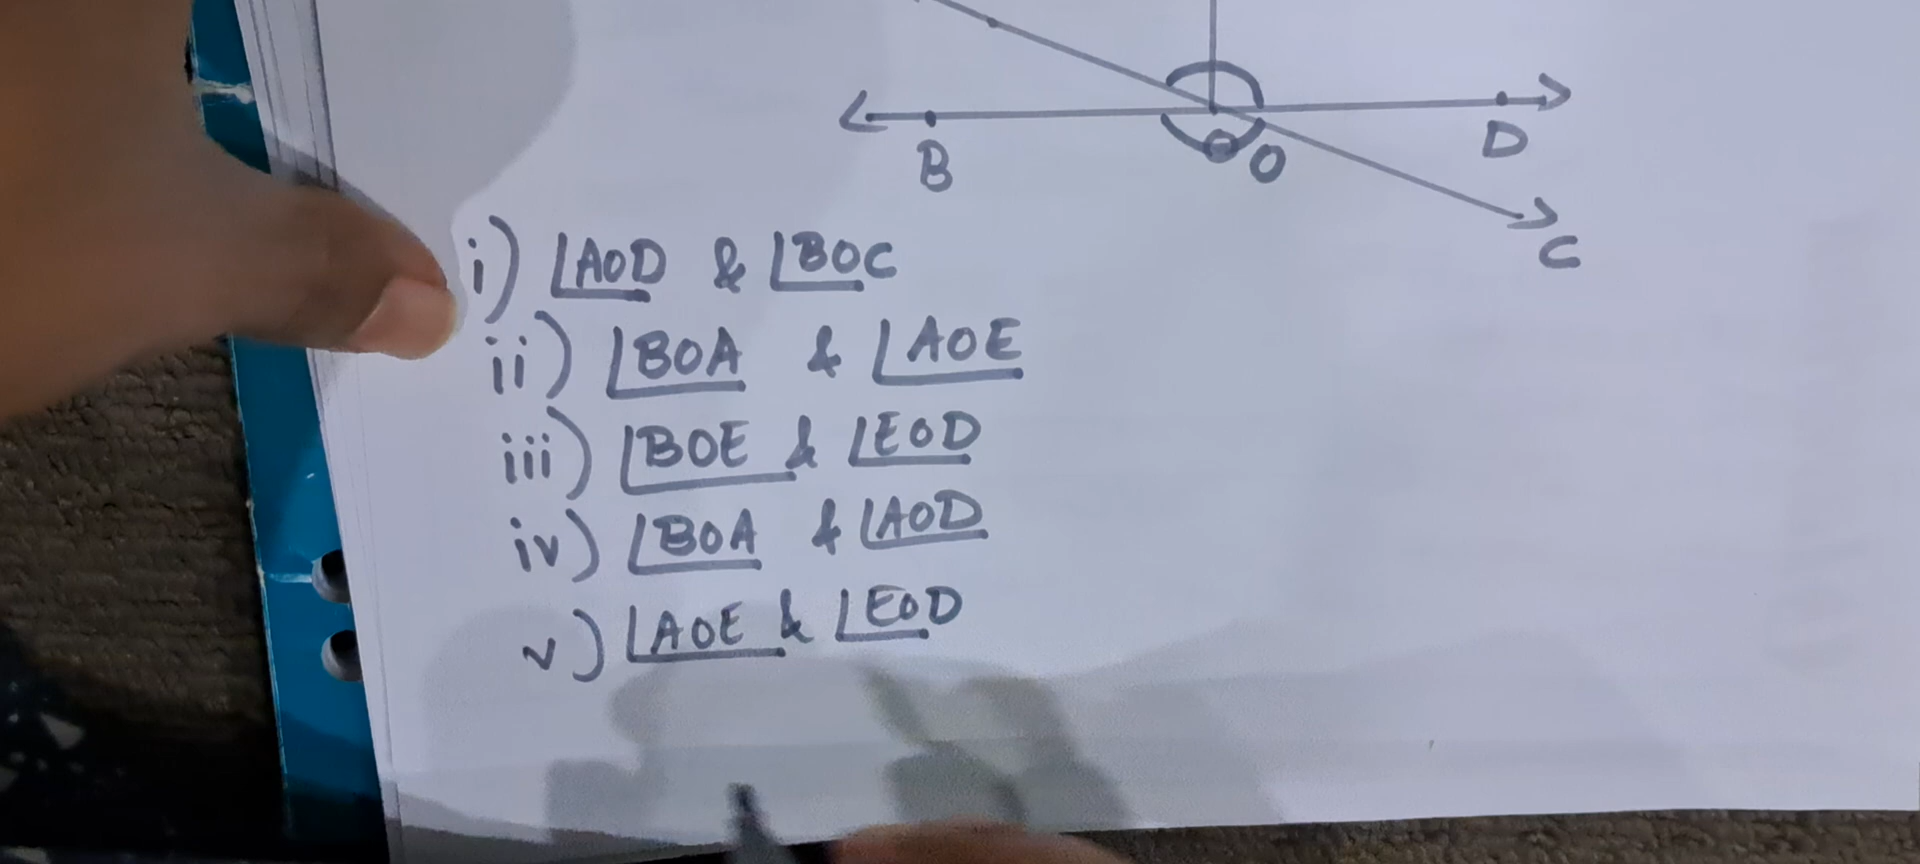 B
O
D
C
i) ∠AOD & ∠BOC
ii) ∠BOA & ∠AOE
iii) ∠BOE & ∠EOD
iv) ∠BOA & ∠AOD
v) ∠AOE & ∠EOD